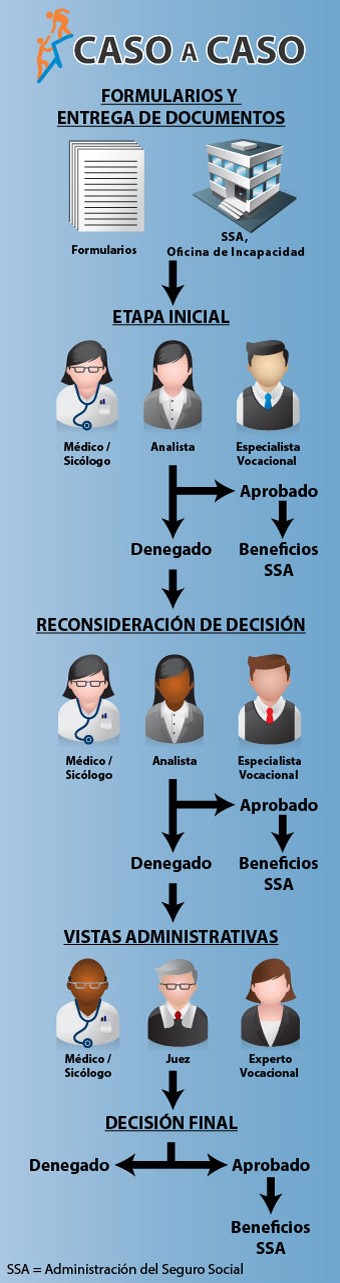 CASO A CASO
FORMULARIOS Y
ENTREGA DE DOCUMENTOS
Formularios
SSA,
Oficina de Incapacidad
ETAPA INICIAL
Médico /
Sicólogo
Analista
Especialista
Vocacional
Aprobado
Denegado
Beneficios
SSA
RECONSIDERACIÓN DE DECISIÓN
Médico /
Sicólogo
Analista
Especialista
Vocacional
Aprobado
Denegado
Beneficios
SSA
VISTAS ADMINISTRATIVAS
Médico /
Sicólogo
Juez
Experto
Vocacional
DECISIÓN FINAL
Denegado
Aprobado
Beneficios
SSA
SSA = Administración del Seguro Social